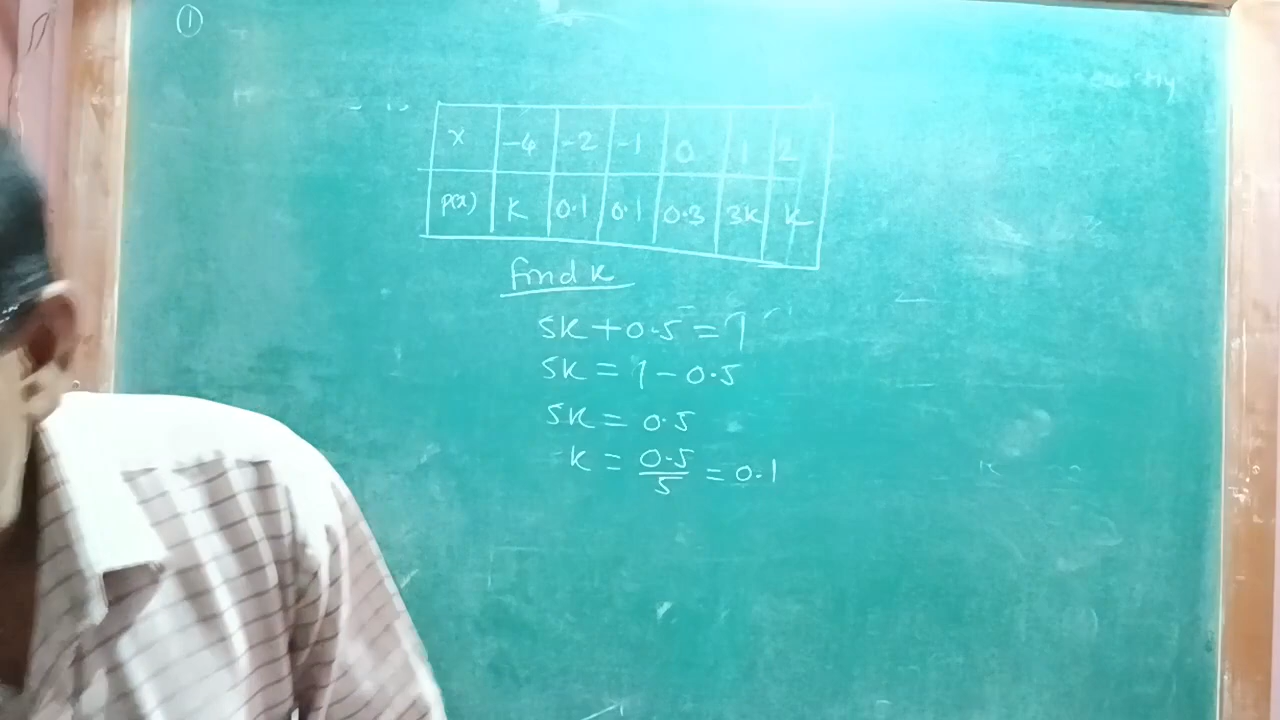 ①
x -4 -2 -1 0 1 2
P(x) k 0.1 0.1 0.3 3k k
Find k
5k + 0.5 = 1
5k = 1 - 0.5
5k = 0.5
k = 0.5/5 = 0.1